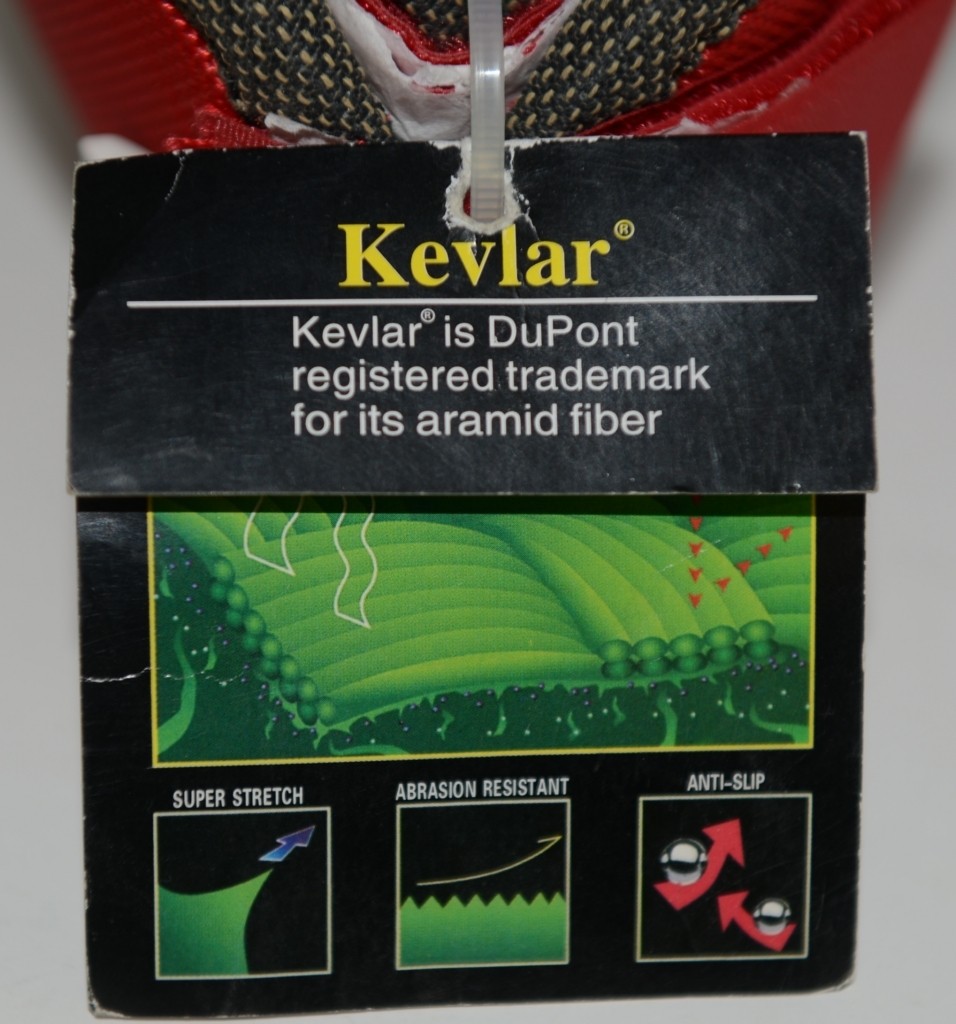 Kevlar®
Kevlar® is DuPont
registered trademark
for its aramid fiber
SUPER STRETCH
ABRASION RESISTANT
ANTI-SLIP